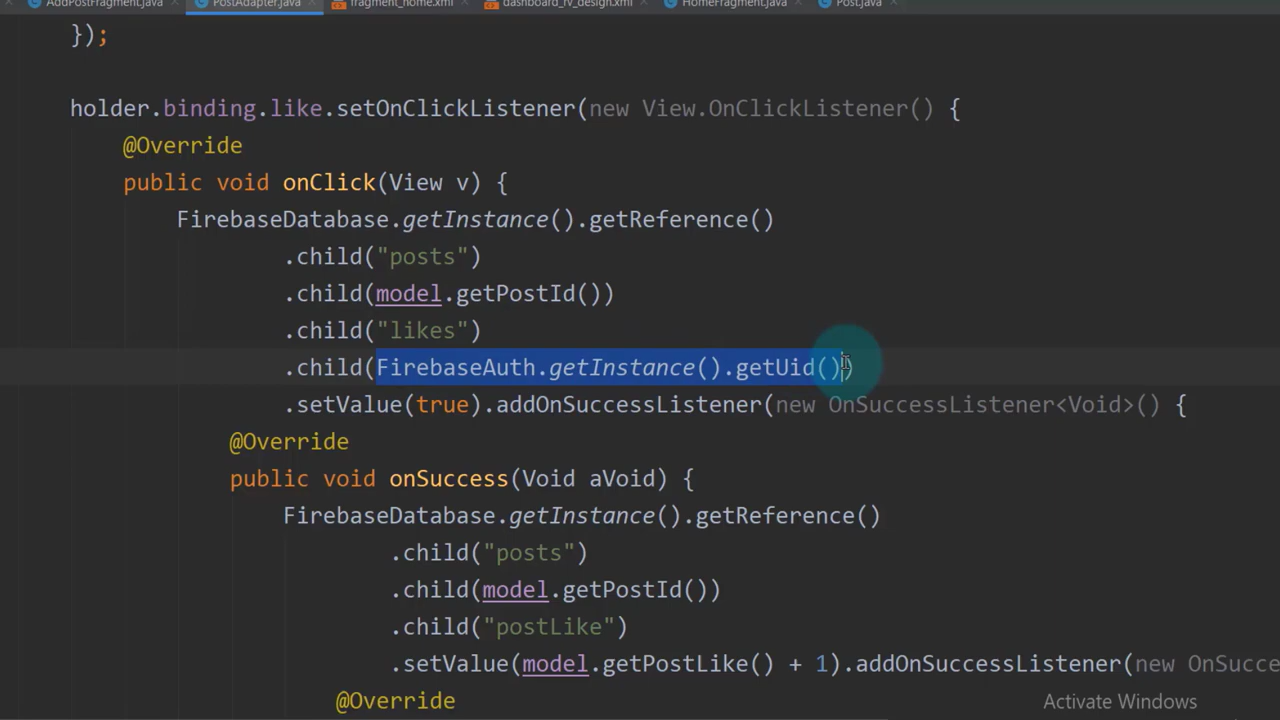 AddPostFragment.java PostAdapter.java fragment_home.xml dashboard_rv_design.xml HomeFragment.java Post.java
});
holder.binding.like.setOnClickListener(new View.OnClickListener() {
@Override
public void onClick(View v) {
FirebaseDatabase.getInstance().getReference()
.child("posts")
.child(model.getPostId())
.child("likes")
.child(FirebaseAuth.getInstance().getUid())
.setValue(true).addOnSuccessListener(new OnSuccessListener<Void>() {
@Override
public void onSuccess(Void aVoid) {
FirebaseDatabase.getInstance().getReference()
.child("posts")
.child(model.getPostId())
.child("postLike")
.setValue(model.getPostLike() + 1).addOnSuccessListener(new OnSucce
@Override
Activate Windows